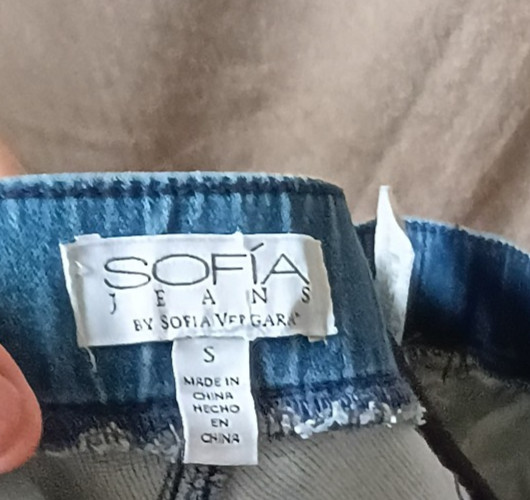 SOFÍA
JEANS
BY SOFIA VERGARA
S
MADE IN
CHINA
HECHO
EN
CHINA